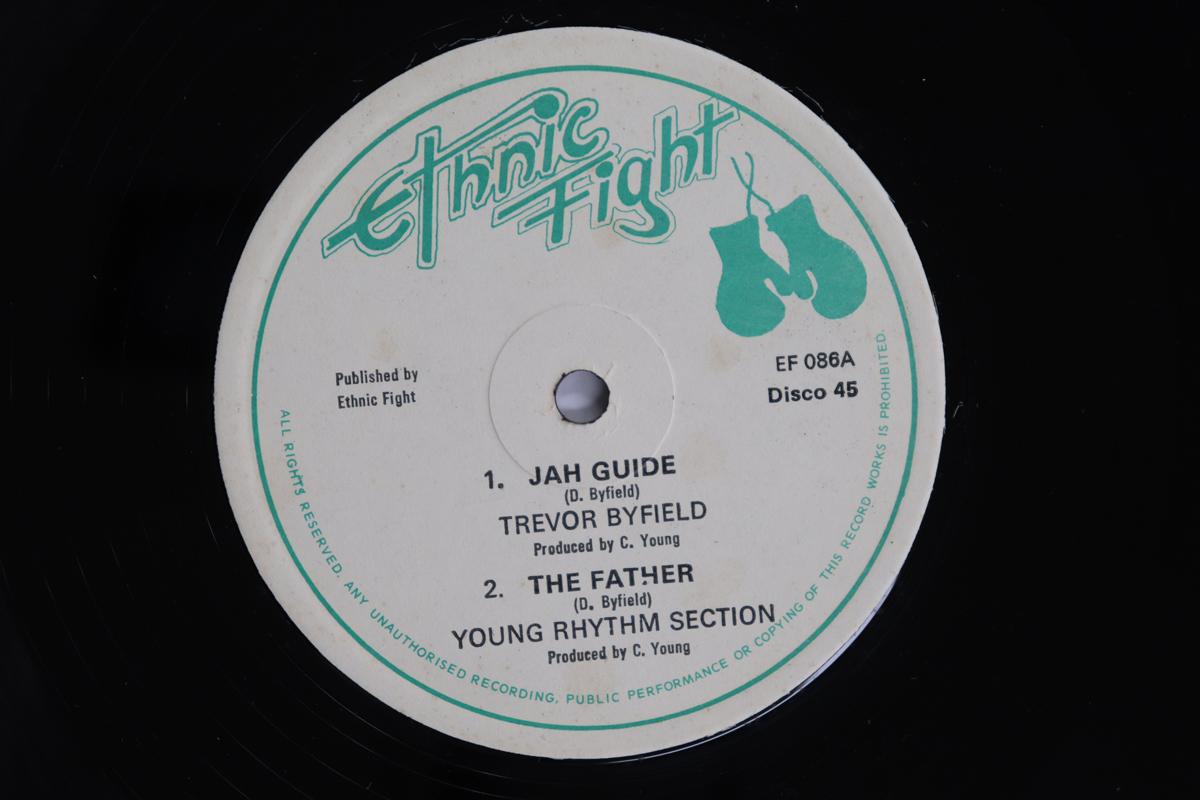 Ethnic
Fight
EF 086A
Disco 45
Published by
Ethnic Fight
1. JAH GUIDE
(D. Byfield)
TREVOR BYFIELD
Produced by C. Young
2. THE FATHER
(D. Byfield)
YOUNG RHYTHM SECTION
Produced by C. Young
ALL RIGHTS RESERVED. ANY UNAUTHORISED RECORDING, PUBLIC PERFORMANCE OR COPYING OF THIS RECORD WORKS IS PROHIBITED.